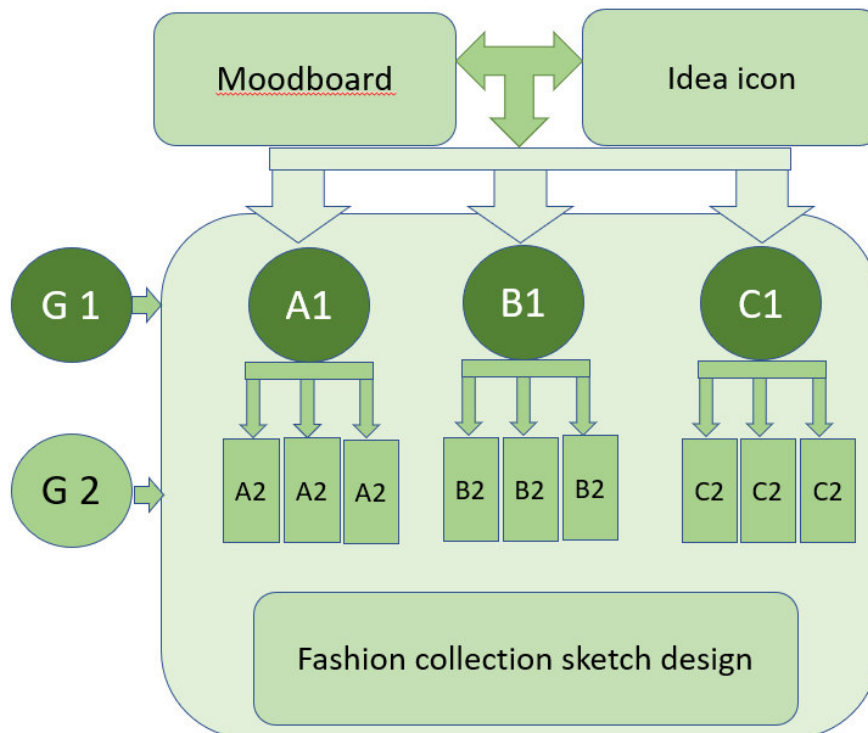 Moodboard
Idea icon
G 1
A1
B1
C1
G 2
A2
A2
A2
B2
B2
B2
C2
C2
C2
Fashion collection sketch design